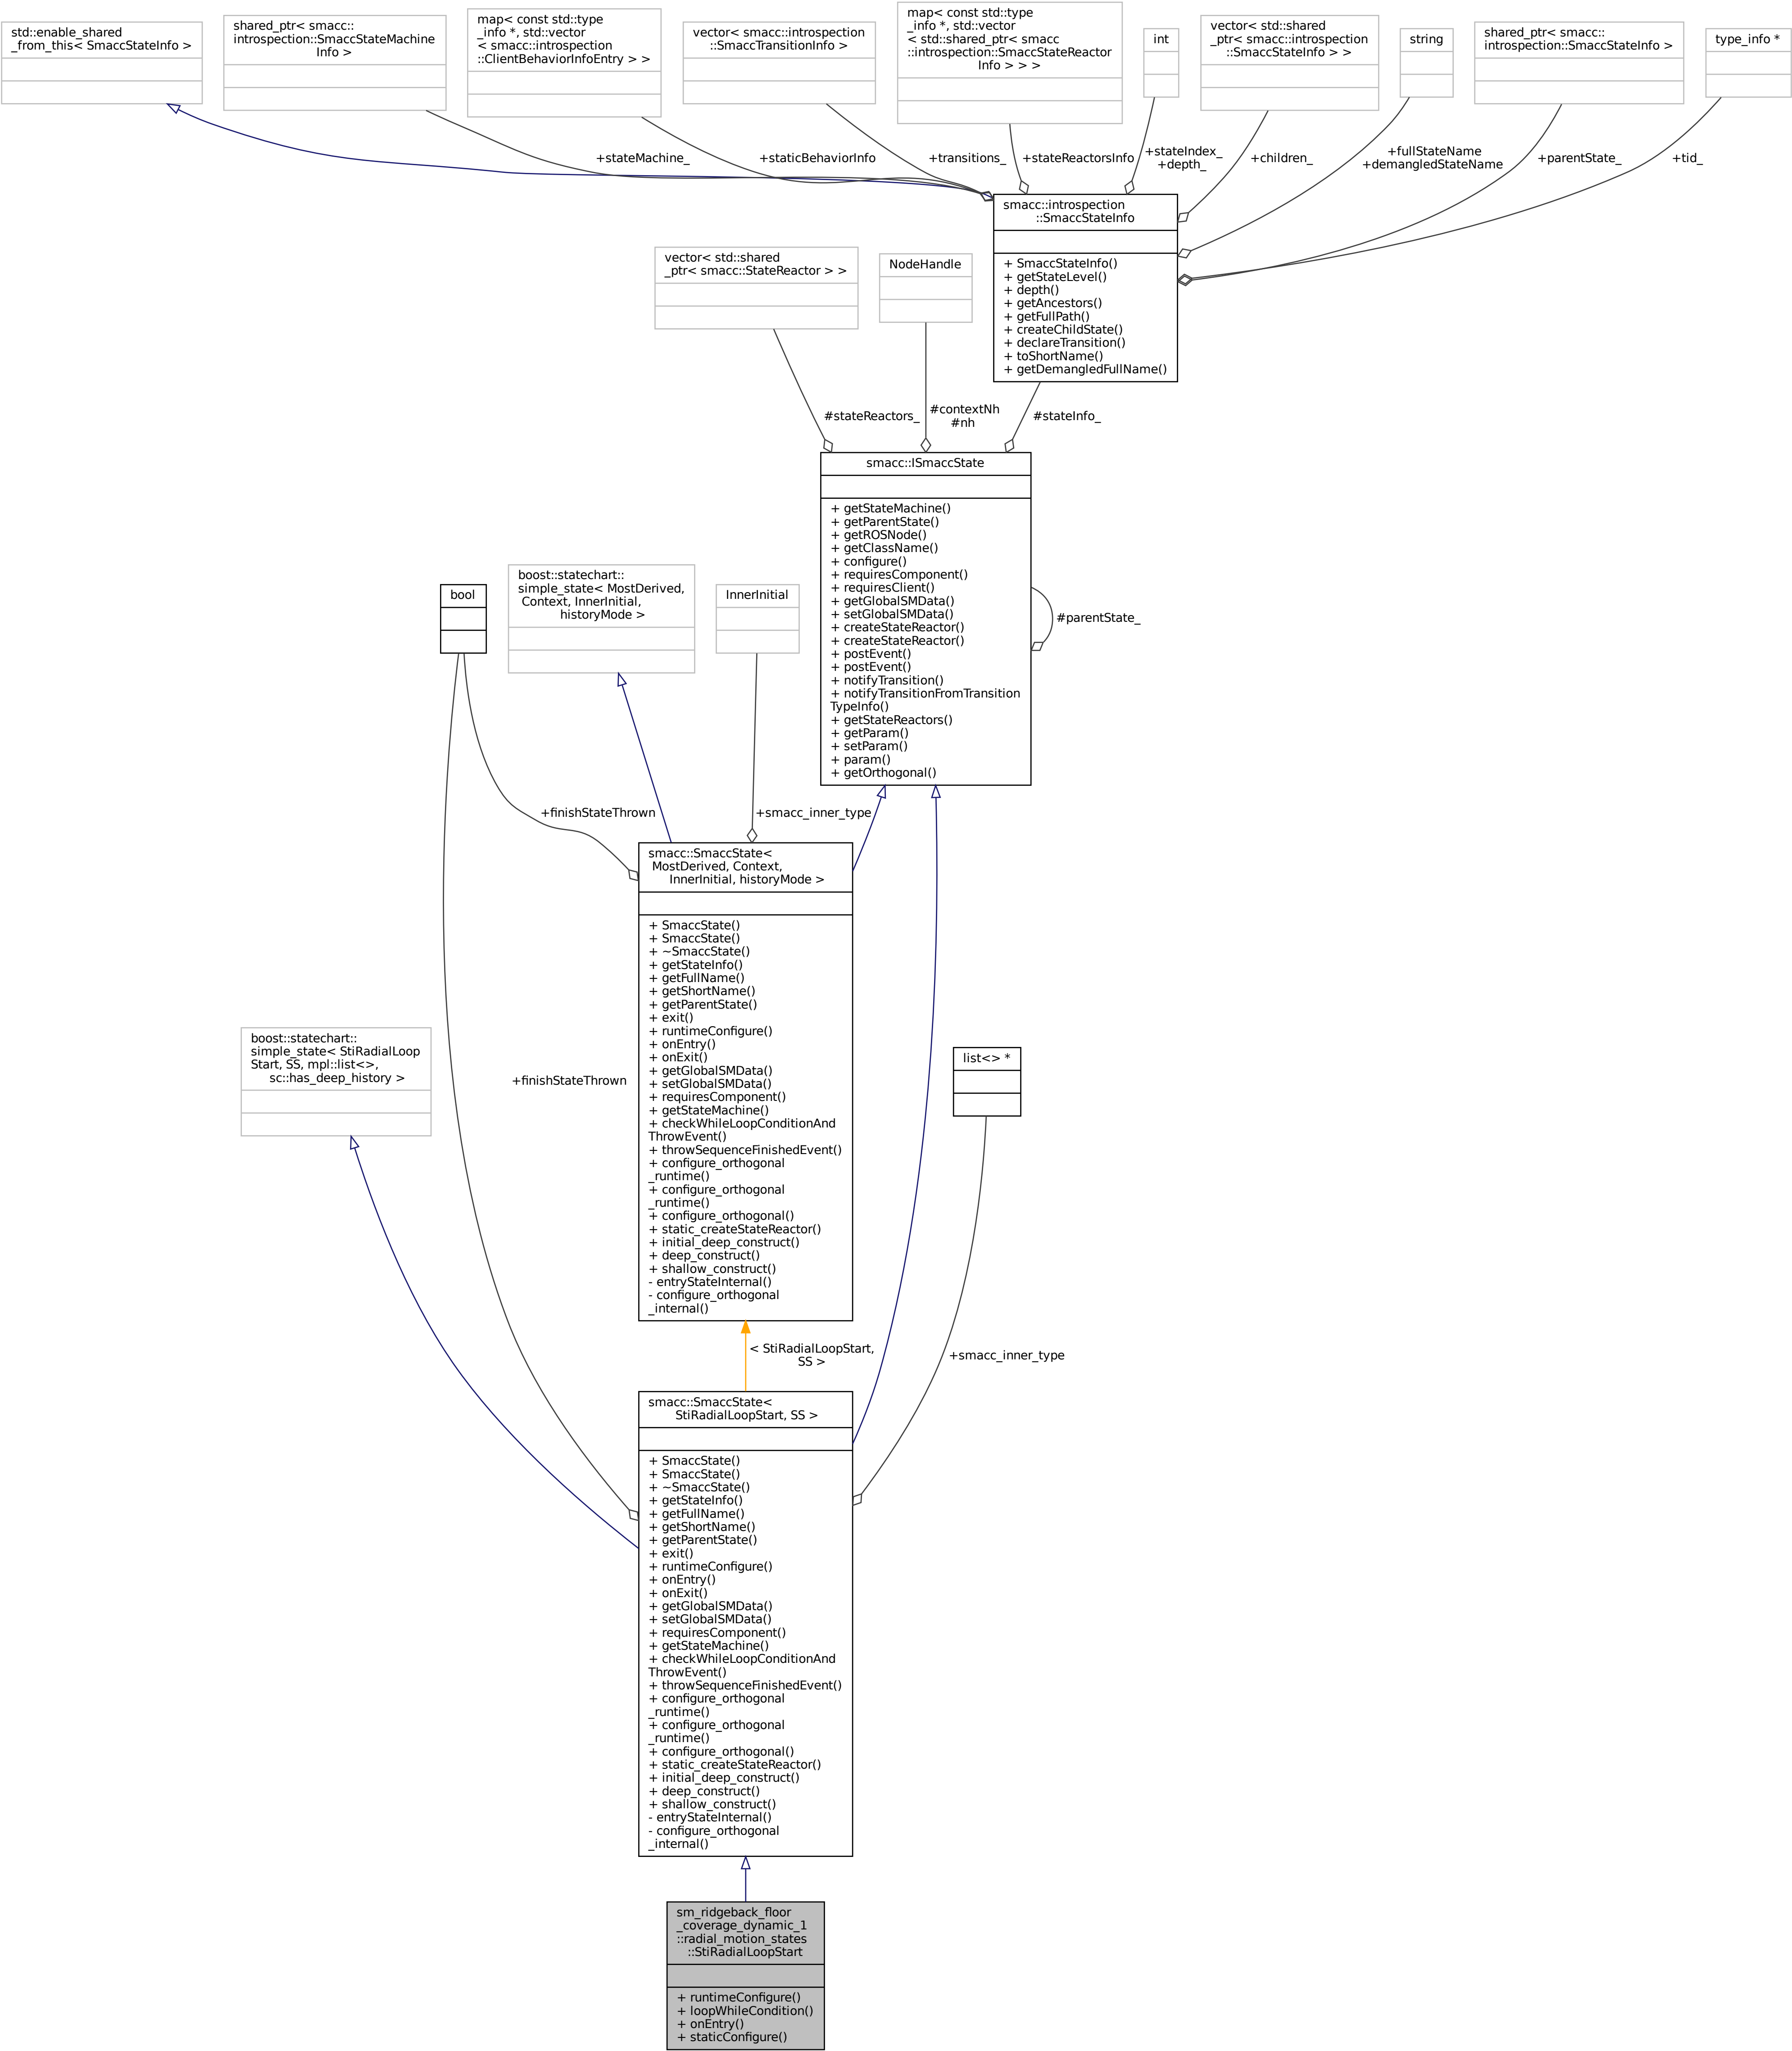 std::enable_shared
_from_this< SmaccStateInfo >
shared_ptr< smacc::
introspection::SmaccStateMachine
Info >
map< const std::type
_info *, std::vector
< smacc::introspection
::ClientBehaviorInfoEntry > >
vector< smacc::introspection
::SmaccTransitionInfo >
map< const std::type
_info *, std::vector
< std::shared_ptr< smacc
::introspection::SmaccStateReactor
Info > > >
int
vector< std::shared
_ptr< smacc::introspection
::SmaccStateInfo > >
string
shared_ptr< smacc::
introspection::SmaccStateInfo >
type_info *
+stateMachine_
+staticBehaviorInfo
+transitions_
+stateReactorsInfo
+stateIndex_
+depth_
+children_
+fullStateName
+demangledStateName
+parentState_
+tid_
smacc::introspection
::SmaccStateInfo
+ SmaccStateInfo()
+ getStateLevel()
+ depth()
+ getAncestors()
+ getFullPath()
+ createChildState()
+ declareTransition()
+ toShortName()
+ getDemangledFullName()
vector< std::shared
_ptr< smacc::StateReactor > >
NodeHandle
#stateReactors_
#contextNh
#nh
#stateInfo_
smacc::ISmaccState
+ getStateMachine()
+ getParentState()
+ getROSNode()
+ getClassName()
+ configure()
+ requiresComponent()
+ requiresClient()
+ getGlobalSMData()
+ setGlobalSMData()
+ createStateReactor()
+ createStateReactor()
+ postEvent()
+ postEvent()
+ notifyTransition()
+ notifyTransitionFromTransition
TypeInfo()
+ getStateReactors()
+ getParam()
+ setParam()
+ param()
+ getOrthogonal()
#parentState_
bool
boost::statechart::
simple_state< MostDerived,
Context, InnerInitial,
historyMode >
InnerInitial
+finishStateThrown
+smacc_inner_type
smacc::SmaccState<
MostDerived, Context,
InnerInitial, historyMode >
+ SmaccState()
+ SmaccState()
+ ~SmaccState()
+ getStateInfo()
+ getFullName()
+ getShortName()
+ getParentState()
+ exit()
+ runtimeConfigure()
+ onEntry()
+ onExit()
+ getGlobalSMData()
+ setGlobalSMData()
+ requiresComponent()
+ getStateMachine()
+ checkWhileLoopConditionAnd
ThrowEvent()
+ throwSequenceFinishedEvent()
+ configure_orthogonal
_runtime()
+ configure_orthogonal
_runtime()
+ configure_orthogonal()
+ static_createStateReactor()
+ initial_deep_construct()
+ deep_construct()
+ shallow_construct()
- entryStateInternal()
- configure_orthogonal
_internal()
boost::statechart::
simple_state< StiRadialLoop
Start, SS, mpl::list<>,
sc::has_deep_history >
+finishStateThrown
list<> *
< StiRadialLoopStart,
SS >
+smacc_inner_type
smacc::SmaccState<
StiRadialLoopStart, SS >
+ SmaccState()
+ SmaccState()
+ ~SmaccState()
+ getStateInfo()
+ getFullName()
+ getShortName()
+ getParentState()
+ exit()
+ runtimeConfigure()
+ onEntry()
+ onExit()
+ getGlobalSMData()
+ setGlobalSMData()
+ requiresComponent()
+ getStateMachine()
+ checkWhileLoopConditionAnd
ThrowEvent()
+ throwSequenceFinishedEvent()
+ configure_orthogonal
_runtime()
+ configure_orthogonal
_runtime()
+ configure_orthogonal()
+ static_createStateReactor()
+ initial_deep_construct()
+ deep_construct()
+ shallow_construct()
- entryStateInternal()
- configure_orthogonal
_internal()
sm_ridgeback_floor
_coverage_dynamic_1
::radial_motion_states
::StiRadialLoopStart
+ runtimeConfigure()
+ loopWhileCondition()
+ onEntry()
+ staticConfigure()